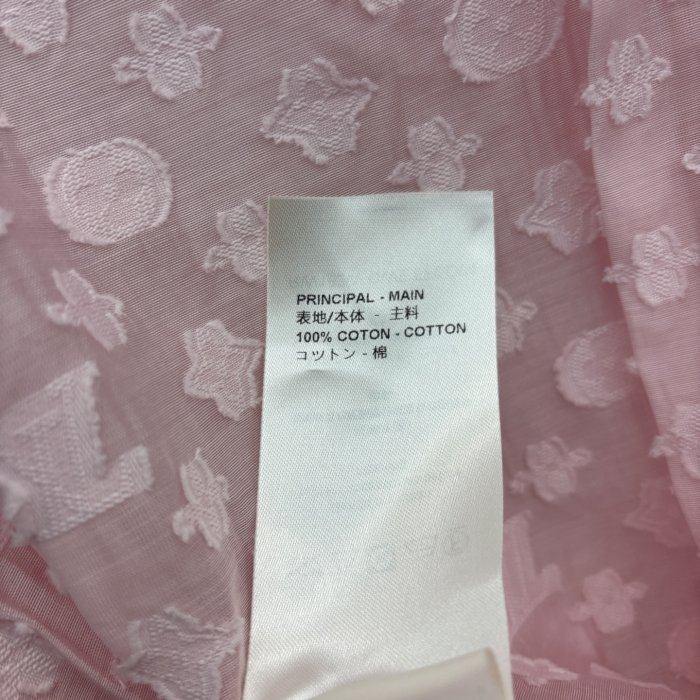 PRINCIPAL - MAIN
表地/本体 - 主料
100% COTON - COTTON
コットン - 棉